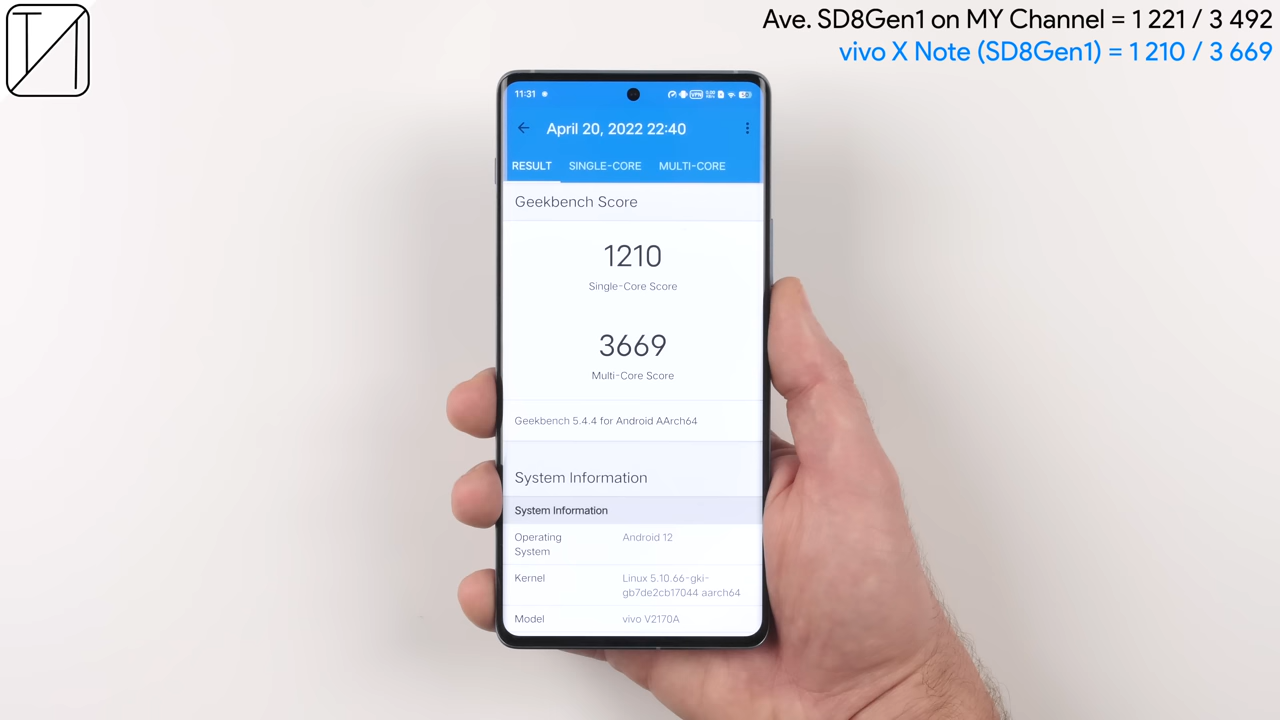 Ave. SD8Gen1 on MY Channel = 1 221 / 3 492
vivo X Note (SD8Gen1) = 1 210 / 3 669
11:31
April 20, 2022 22:40
RESULT SINGLE-CORE MULTI-CORE
Geekbench Score
1210
Single-Core Score
3669
Multi-Core Score
Geekbench 5.4.4 for Android AArch64
System Information
System Information
Operating System
Android 12
Kernel
Linux 5.10.66-gki-
gb7de2cb17044 aarch64
Model
vivo V2170A